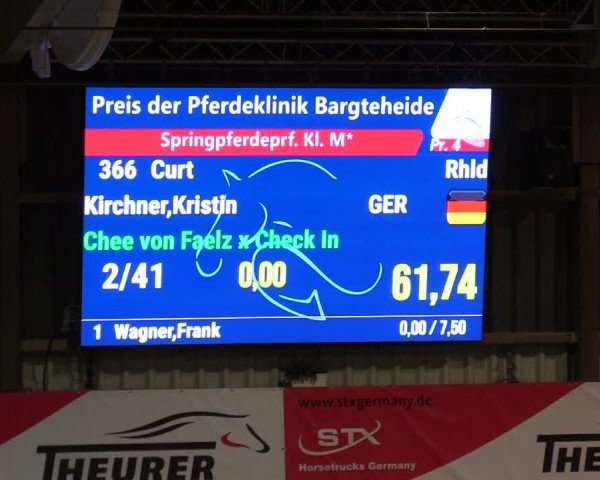 Preis der Pferdeklinik Bargteheide
Springpferdeprf. Kl. M*
Pr. 4
366 Curt Rhld
Kirchner,Kristin GER
Chee von Faelz x Check In
2/41 0,00 61,74
1 Wagner,Frank 0,00 / 7,50
www.stxgermany.de
STX
Horsetrucks Germany
THEURER